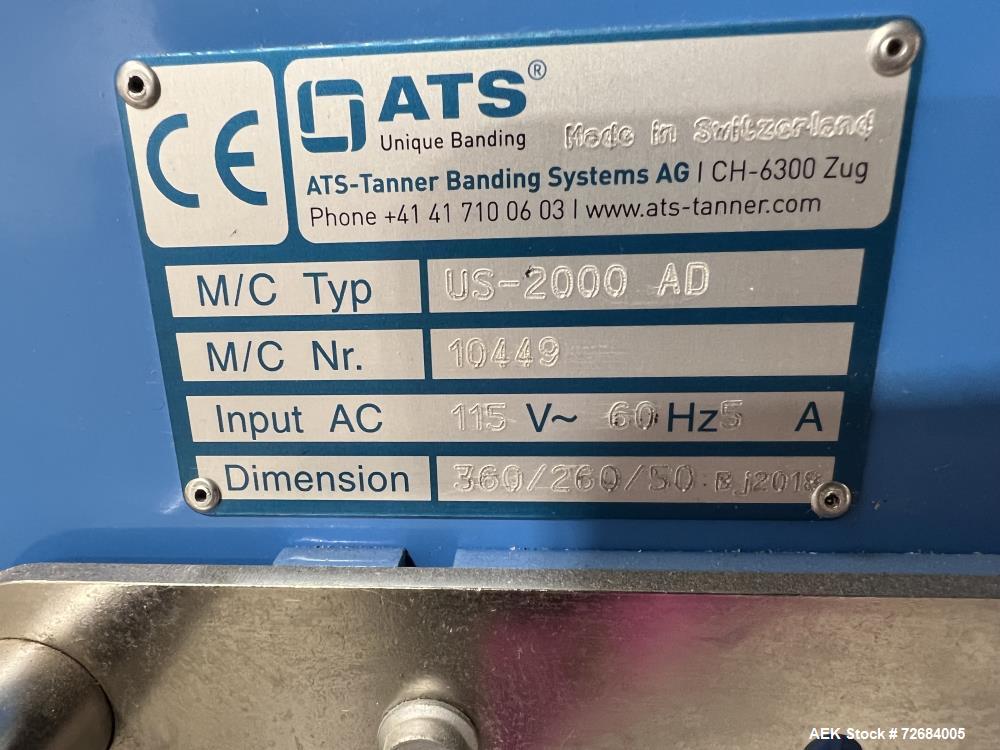 CE
ATS®
Unique Banding
Made in Switzerland
ATS-Tanner Banding Systems AG | CH-6300 Zug
Phone +41 41 710 06 03 | www.ats-tanner.com
M/C Typ US-2000 AD
M/C Nr. 10449
Input AC 115 V~ 60 Hz 5 A
Dimension 360/260/50 Bj2018
AEK Stock #72684005